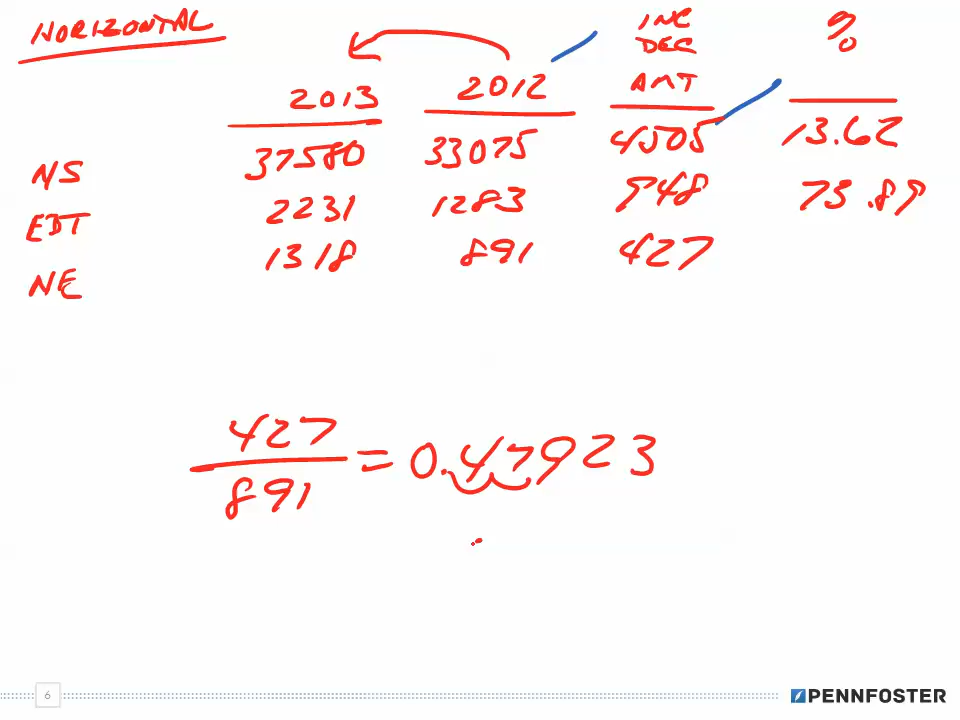 HORIZONTAL
INC
DEC
AMT
%
2013 2012
NS 37580 33075 4505 13.62
EBT 2231 1283 948 73.89
NE 1318 891 427
427
891
= 0.47923
6
PENNFOSTER